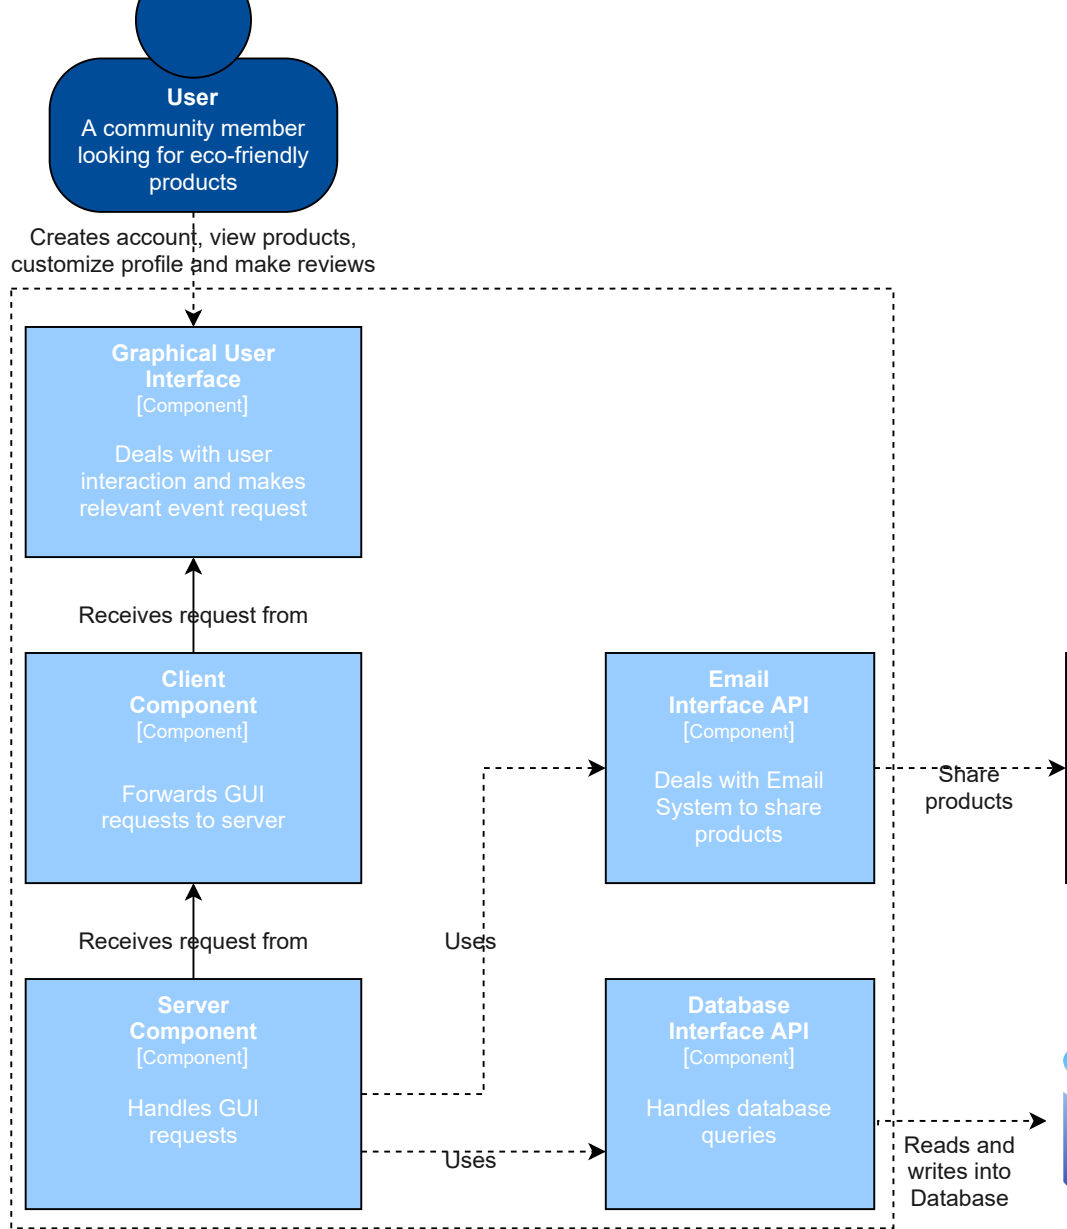 User
A community member
looking for eco-friendly
products
Creates account, view products,
customize profile and make reviews
Graphical User
Interface
[Component]
Deals with user
interaction and makes
relevant event request
Receives request from
Client
Component
[Component]
Forwards GUI
requests to server
Email
Interface API
[Component]
Deals with Email
System to share
products
Share
products
Receives request from
Uses
Server
Component
[Component]
Handles GUI
requests
Database
Interface API
[Component]
Handles database
queries
Uses
Reads and
writes into
Database